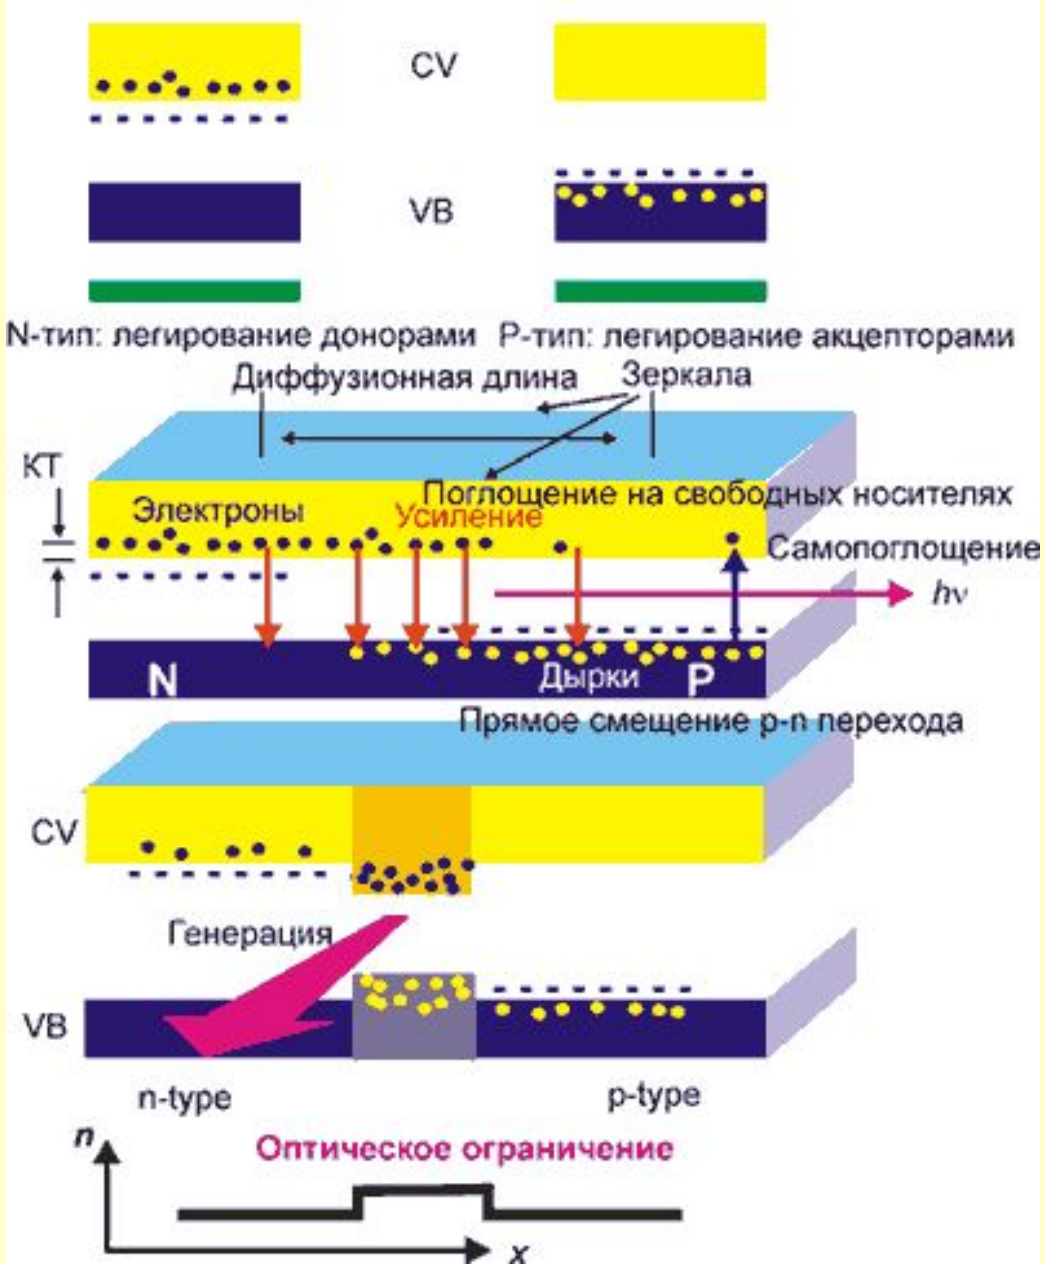 CV
VB
N-тип: легирование донорами P-тип: легирование акцепторами
Диффузионная длина Зеркала
КТ
Поглощение на свободных носителях
Электроны Усиление
Самопоглощение
hν
N Дырки P
Прямое смещение p-n перехода
CV
Генерация
VB
n-type p-type
n
Оптическое ограничение
x